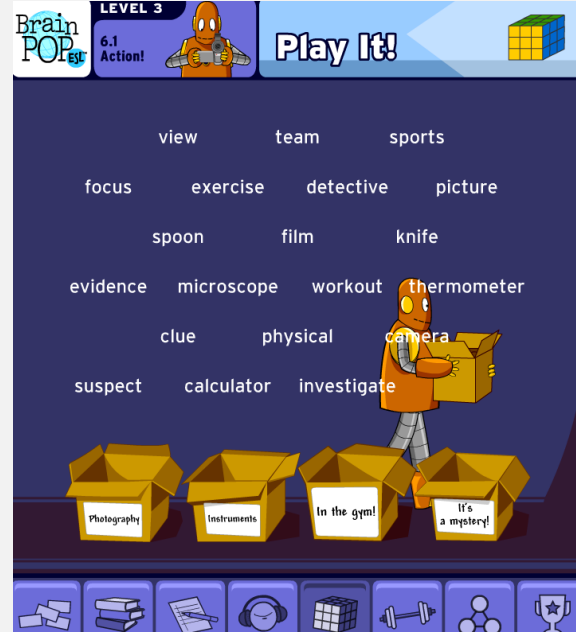 LEVEL 3
Brain
POP ESL
6.1
Action!
Play It!
view team sports
focus exercise detective picture
spoon film knife
evidence microscope workout thermometer
clue physical camera
suspect calculator investigate
Photography
Instruments
In the gym!
It's
a mystery!